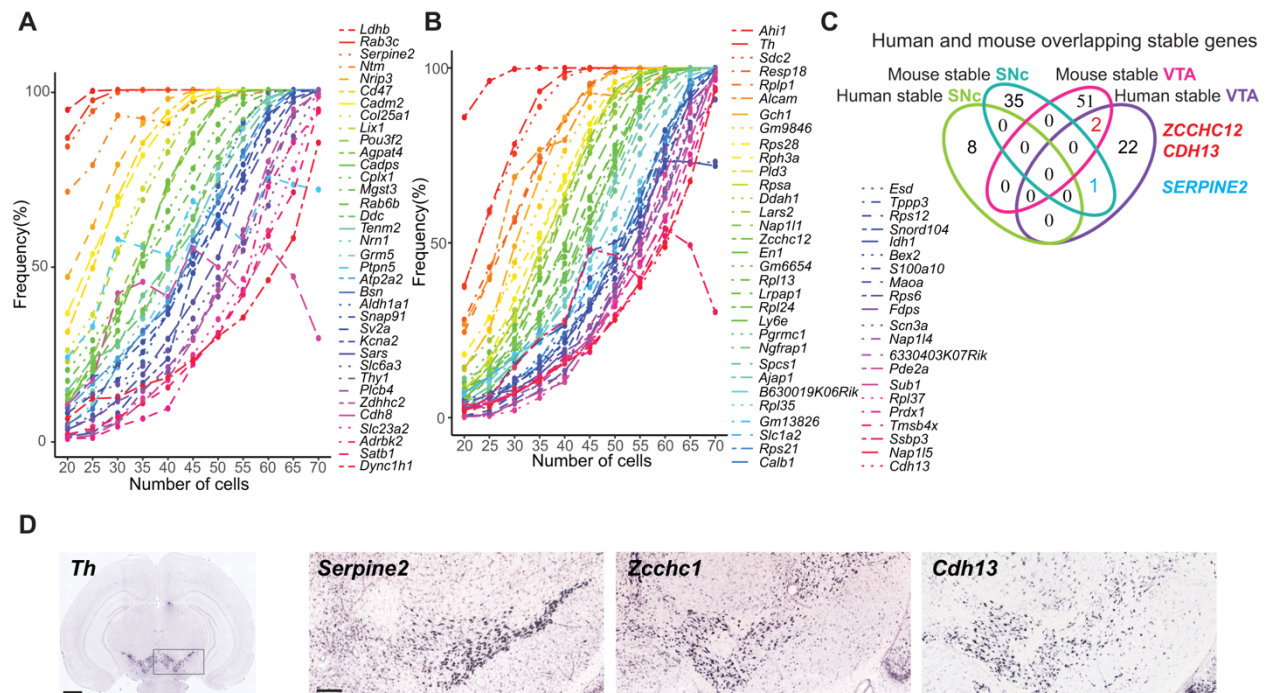 A
Frequency(%)
100
50
0
20 25 30 35 40 45 50 55 60 65 70
Number of cells
Ldhb
Rab3c
Serpine2
Ntm
Nrip3
Cd47
Cadm2
Col25a1
Lix1
Pou3f2
Agpat4
Cadps
Cplx1
Mgst3
Rab6b
Ddc
Tenm2
Nrn1
Grm5
Ptpn5
Atp2a2
Bsn
Aldh1a1
Snap91
Sv2a
Kcna2
Sars
Slc6a3
Thy1
Plcb4
Zdhhc2
Cdh8
Slc23a2
Adrbk2
Satb1
Dync1h1
B
Frequency(%)
100
50
0
20 25 30 35 40 45 50 55 60 65 70
Number of cells
Ahi1
Th
Sdc2
Resp18
Rplp1
Alcam
Gch1
Gm9846
Rps28
Rph3a
Pld3
Rpsa
Ddah1
Lars2
Nap1l1
Zcchc12
En1
Gm6654
Rpl13
Lrpap1
Rpl24
Ly6e
Pgrmc1
Ngfrap1
Spcs1
Ajap1
B630019K06Rik
Rpl35
Gm13826
Slc1a2
Rps21
Calb1
Esd
Tppp3
Rps12
Snord104
Idh1
Bex2
S100a10
Maoa
Rps6
Fdps
Scn3a
Nap1l4
6330403K07Rik
Pde2a
Sub1
Rpl37
Prdx1
Tmsb4x
Ssbp3
Nap1l5
Cdh13
C
Human and mouse overlapping stable genes
Mouse stable SNc Mouse stable VTA
Human stable SNc Human stable VTA
35 51
0 0 2
8 0 0 22
0 0 1
0 0
0
ZCCHC12
CDH13
SERPINE2
D
Th
Serpine2
Zcchc1
Cdh13